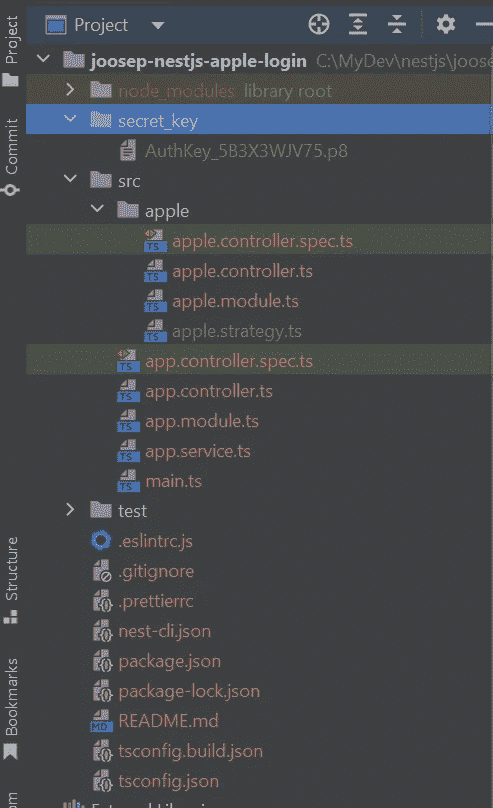 Project
Project
joosep-nestjs-apple-login C:\MyDev\nestjs\joose
node_modules library root
secret_key
AuthKey_5B3X3WJV75.p8
Commit
src
apple
apple.controller.spec.ts
apple.controller.ts
apple.module.ts
apple.strategy.ts
app.controller.spec.ts
app.controller.ts
app.module.ts
app.service.ts
main.ts
test
.eslintrc.js
.gitignore
.prettierrc
Structure
nest-cli.json
package.json
package-lock.json
README.md
Bookmarks
tsconfig.build.json
tsconfig.json